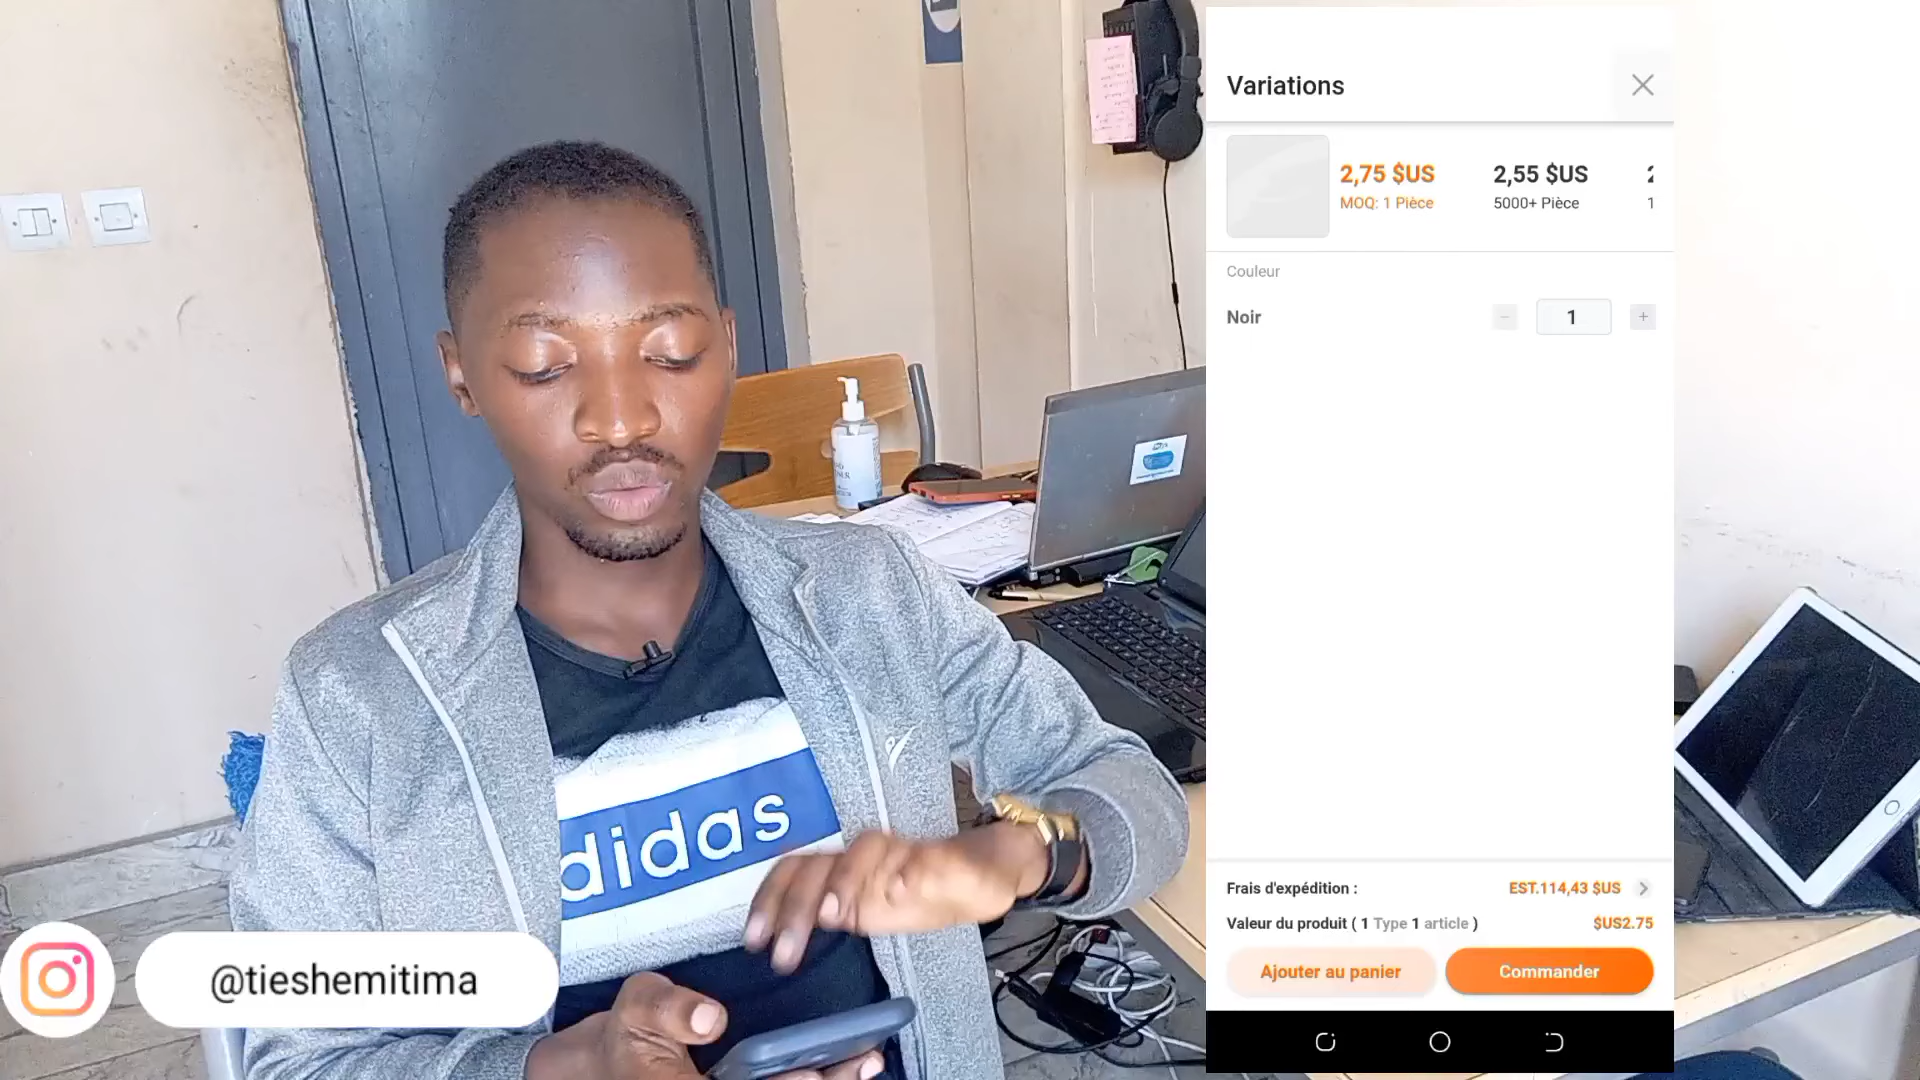 Variations
2,75 $US
MOQ: 1 Pièce
2,55 $US
5000+ Pièce
Couleur
Noir
1
Frais d'expédition :
EST.114,43 $US
Valeur du produit ( 1 Type 1 article )
$US2.75
Ajouter au panier
Commander
didas
@tieshemitima